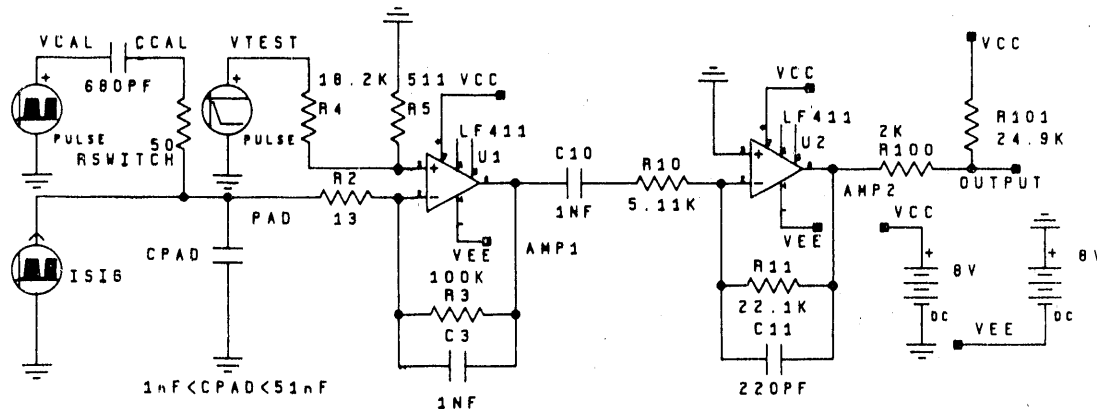 VCAL CCAL VTEST
680PF
18.2K 511 VCC
VCC
VCC
R4 R5
PULSE 50
PULSE
RSWITCH
LF411
U1
LF411
U2
2K
R100
R101
24.9K
C10
R10
R2
13
PAD
1NF
5.11K
AMP2
OUTPUT
VEE
AMP1
VEE
VCC
CPAD
ISIG
100K
R3
C3
1NF
R11
22.1K
C11
220PF
8V
DC
8V
DC
VEE
1nF<CPAD<51nF
+
-
+
-
+
+
+
+